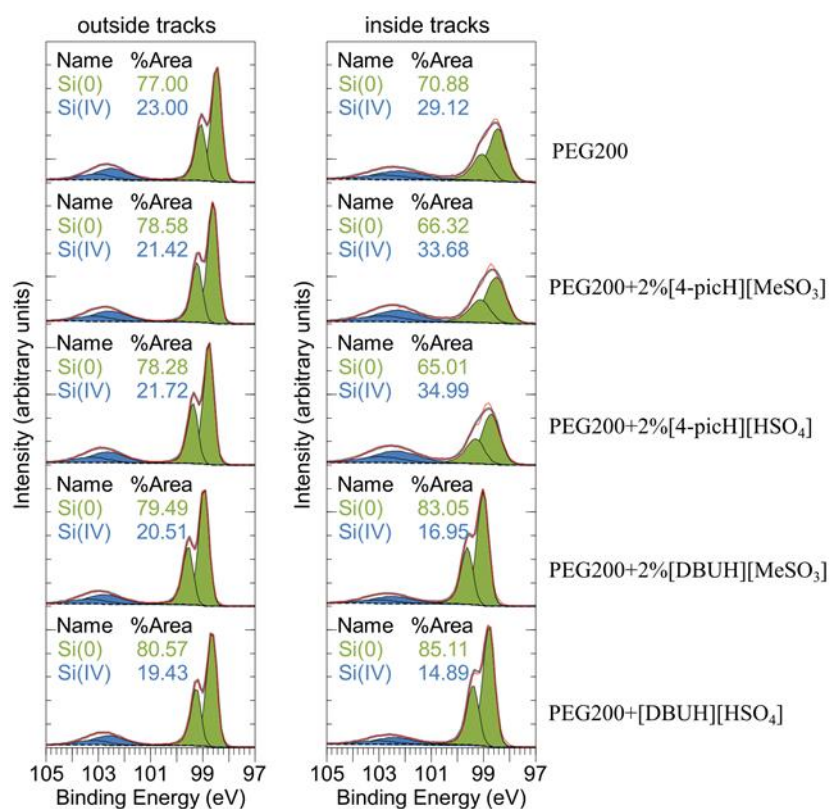 outside tracks
inside tracks
Name %Area
Si(0) 77.00
Si(IV) 23.00
Name %Area
Si(0) 70.88
Si(IV) 29.12
PEG200
Name %Area
Si(0) 78.58
Si(IV) 21.42
Name %Area
Si(0) 66.32
Si(IV) 33.68
PEG200+2%[4-picH][MeSO₃]
Name %Area
Si(0) 78.28
Si(IV) 21.72
Name %Area
Si(0) 65.01
Si(IV) 34.99
PEG200+2%[4-picH][HSO₄]
Name %Area
Si(0) 79.49
Si(IV) 20.51
Name %Area
Si(0) 83.05
Si(IV) 16.95
PEG200+2%[DBUH][MeSO₃]
Name %Area
Si(0) 80.57
Si(IV) 19.43
Name %Area
Si(0) 85.11
Si(IV) 14.89
PEG200+[DBUH][HSO₄]
Intensity (arbitrary units)
Intensity (arbitrary units)
105 103 101 99 97
105 103 101 99 97
Binding Energy (eV)
Binding Energy (eV)